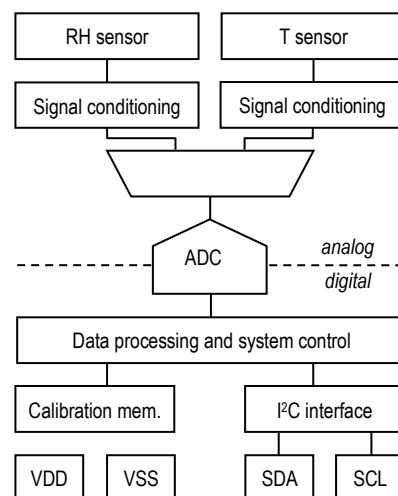 RH sensor
T sensor
Signal conditioning
Signal conditioning
ADC
analog
digital
Data processing and system control
Calibration mem.
I²C interface
VDD
VSS
SDA
SCL